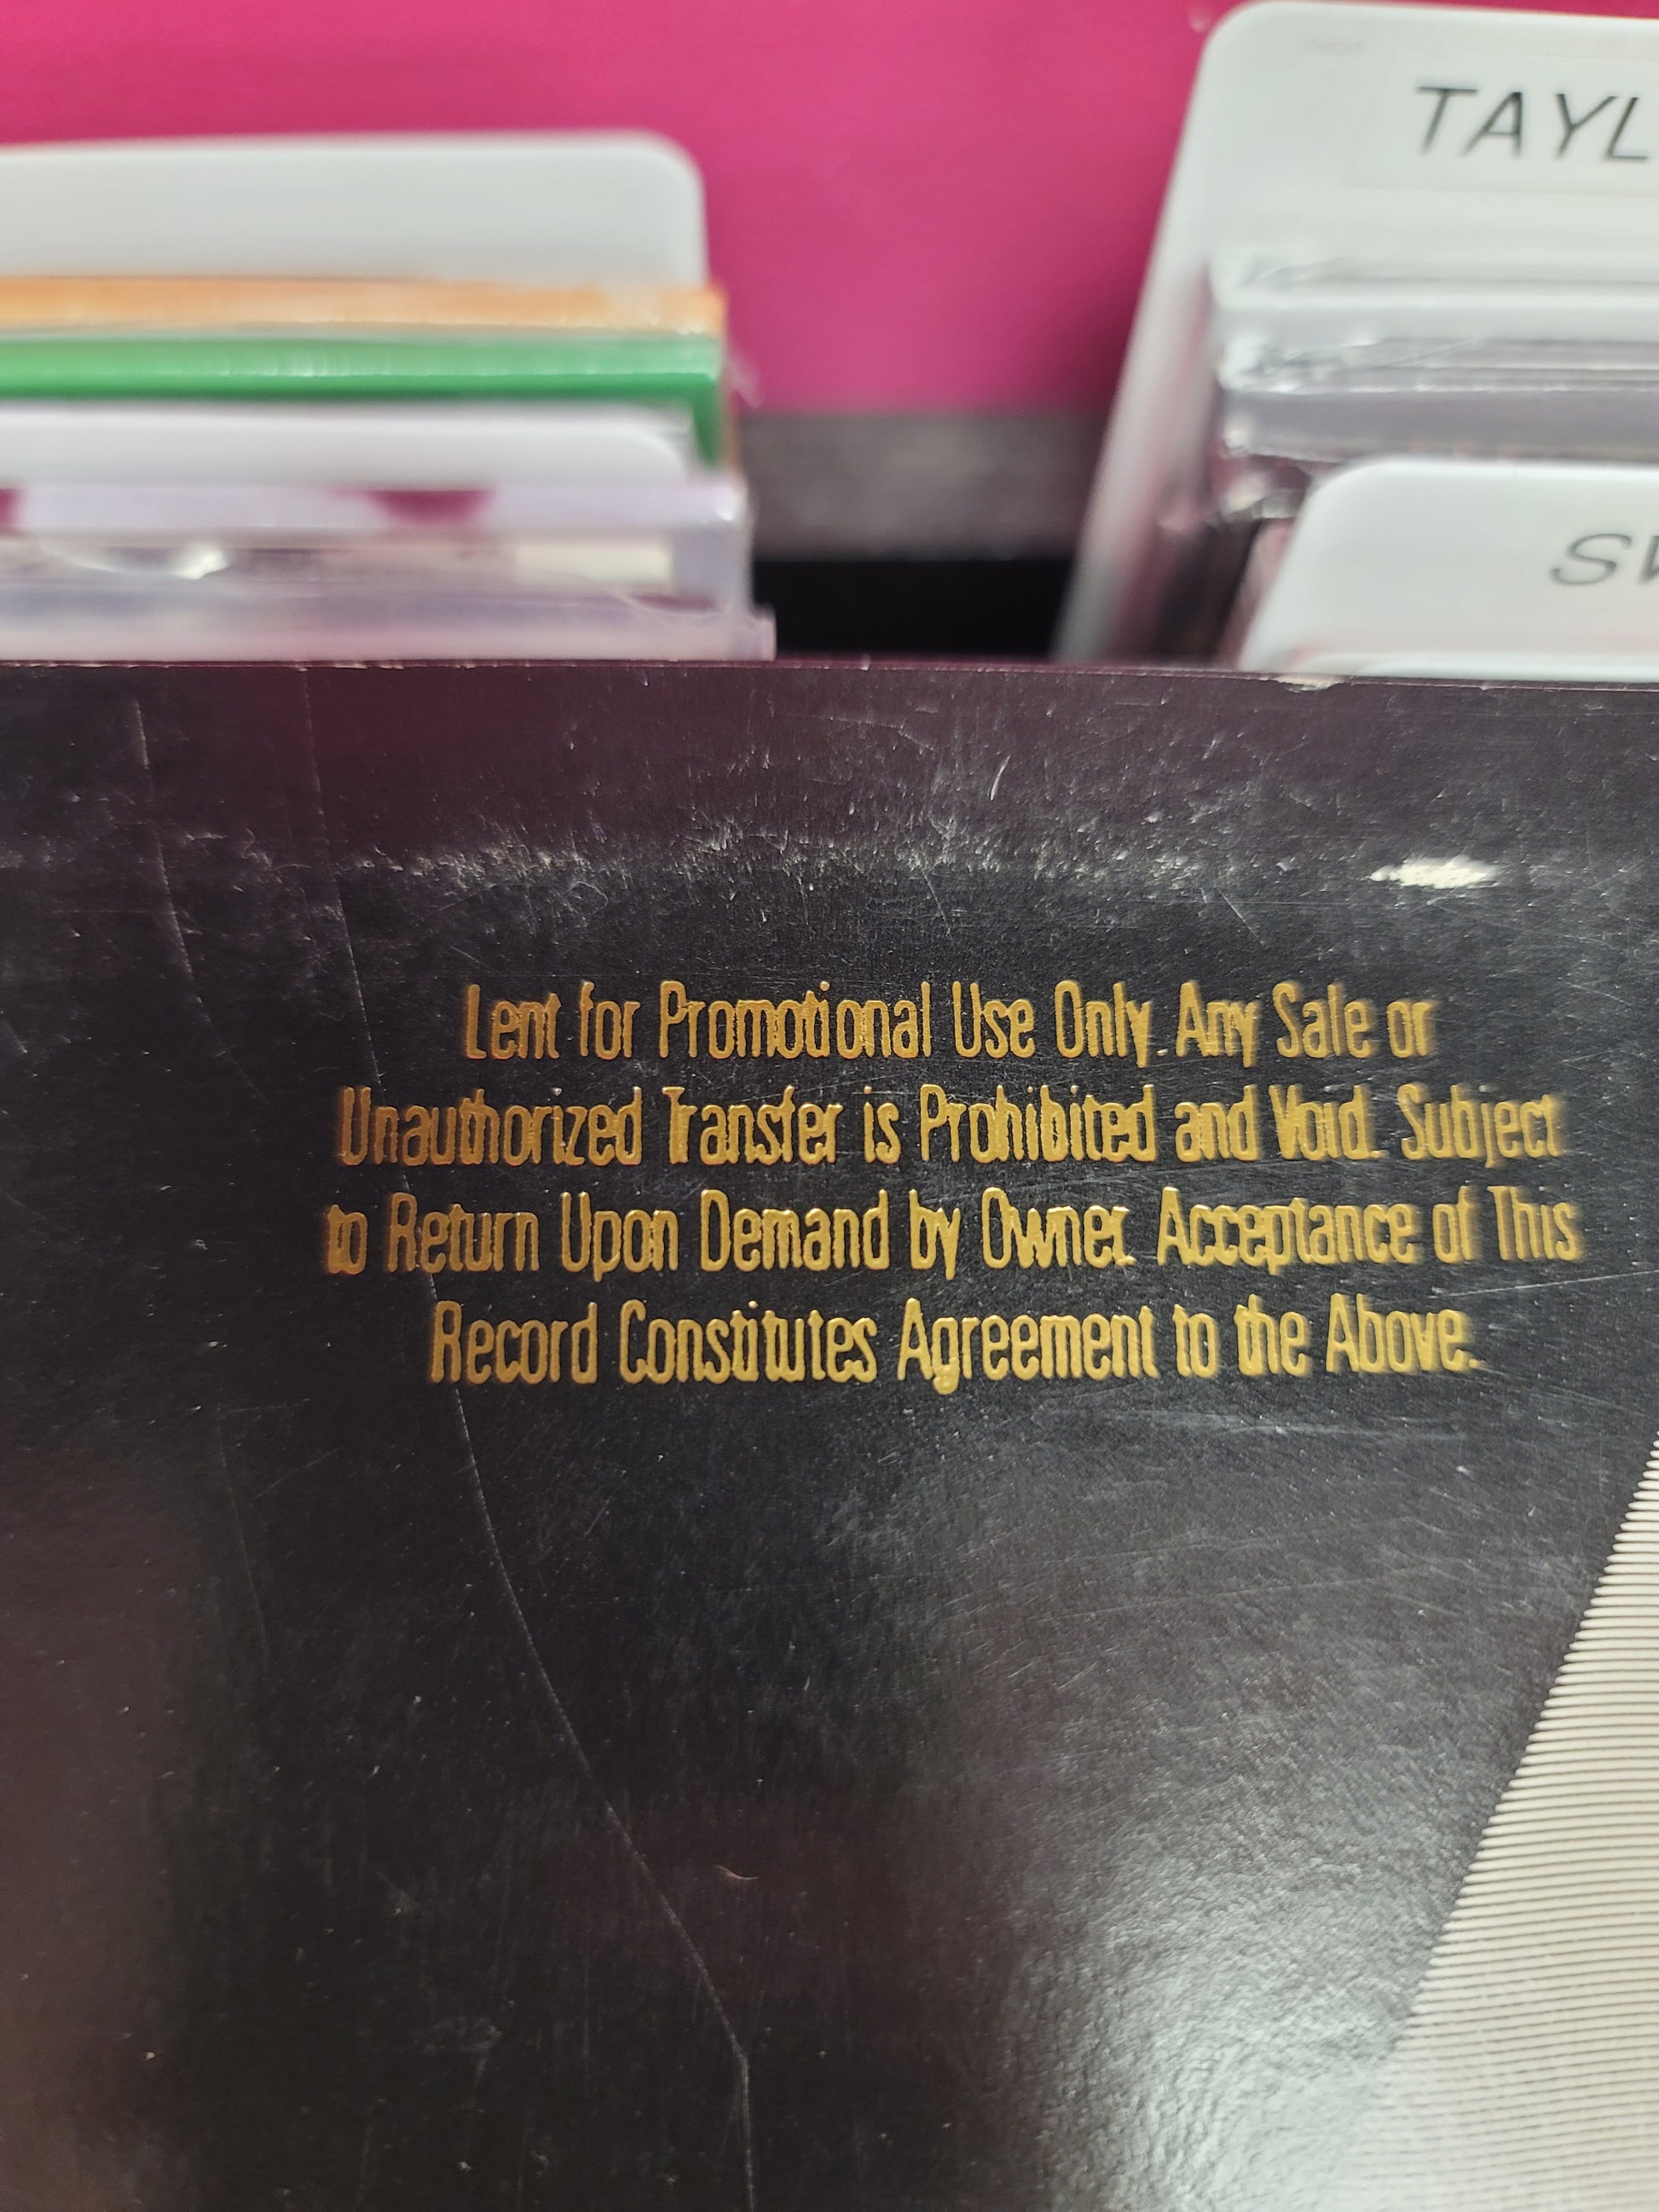 TAYL
SW
Lent for Promotional Use Only. Any Sale or
Unauthorized Transfer is Prohibited and Void. Subject
to Return Upon Demand by Owner. Acceptance of This
Record Constitutes Agreement to the Above.